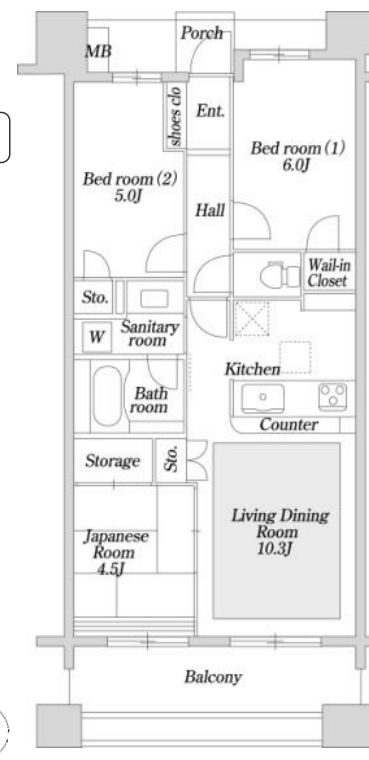 MB
Porch
shoes clo
Ent.
Bed room (1)
6.0J
Bed room (2)
5.0J
Hall
Wail-in
Closet
Sto.
W
Sanitary
room
Kitchen
Bath
room
Counter
Storage
Sto.
Living Dining
Room
10.3J
Japanese
Room
4.5J
Balcony